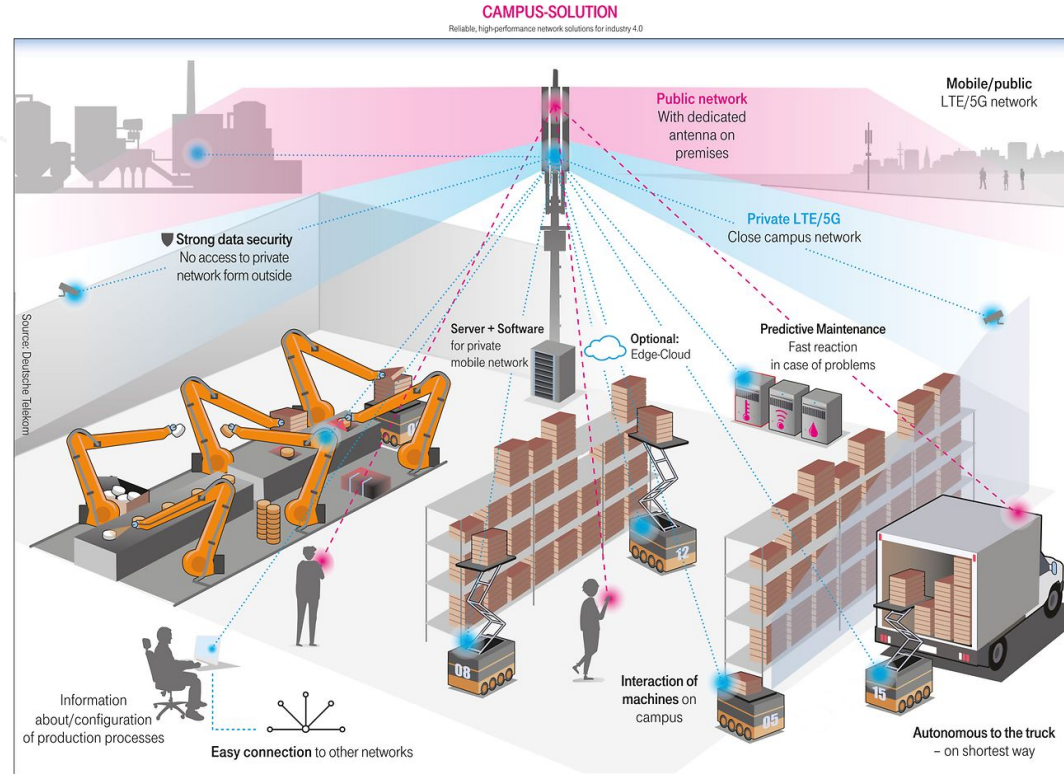 CAMPUS-SOLUTION
Reliable, high-performance network solutions for industry 4.0
Mobile/public
LTE/5G network
Public network
With dedicated
antenna on
premises
Private LTE/5G
Close campus network
Strong data security
No access to private
network form outside
Source: Deutsche Telekom
Server + Software
for private
mobile network
Optional:
Edge-Cloud
Predictive Maintenance
Fast reaction
in case of problems
12
08
05
15
Information
about/configuration
of production processes
Easy connection to other networks
Interaction of
machines on
campus
Autonomous to the truck
– on shortest way